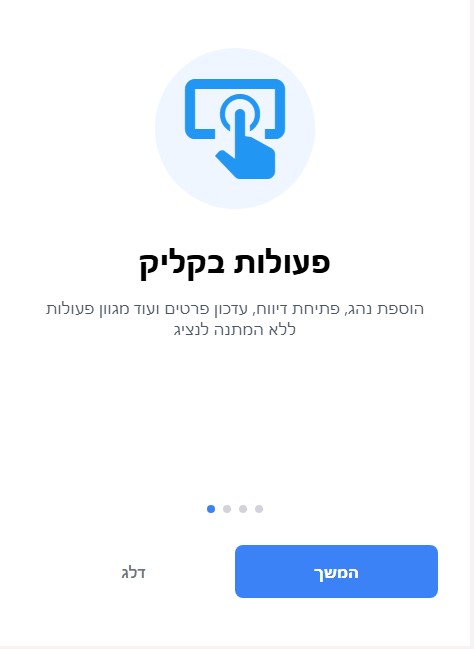 פעולות בקליק
הוספת נהג, פתיחת דיווח, עדכון פרטים ועוד מגוון פעולות
ללא המתנה לנציג
המשך
דלג